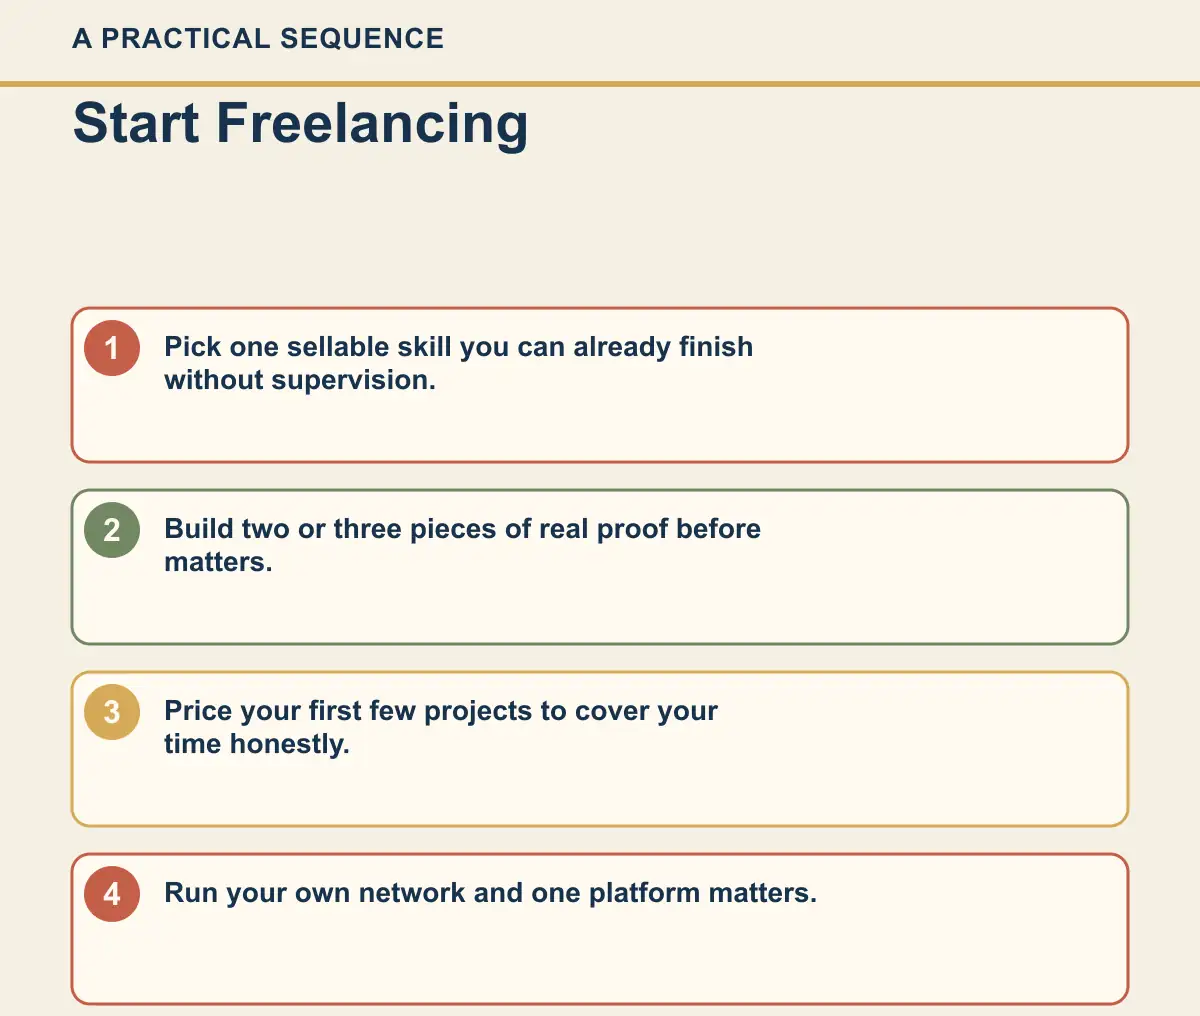 A PRACTICAL SEQUENCE
Start Freelancing
1
Pick one sellable skill you can already finish
without supervision.
2
Build two or three pieces of real proof before
matters.
3
Price your first few projects to cover your
time honestly.
4
Run your own network and one platform matters.